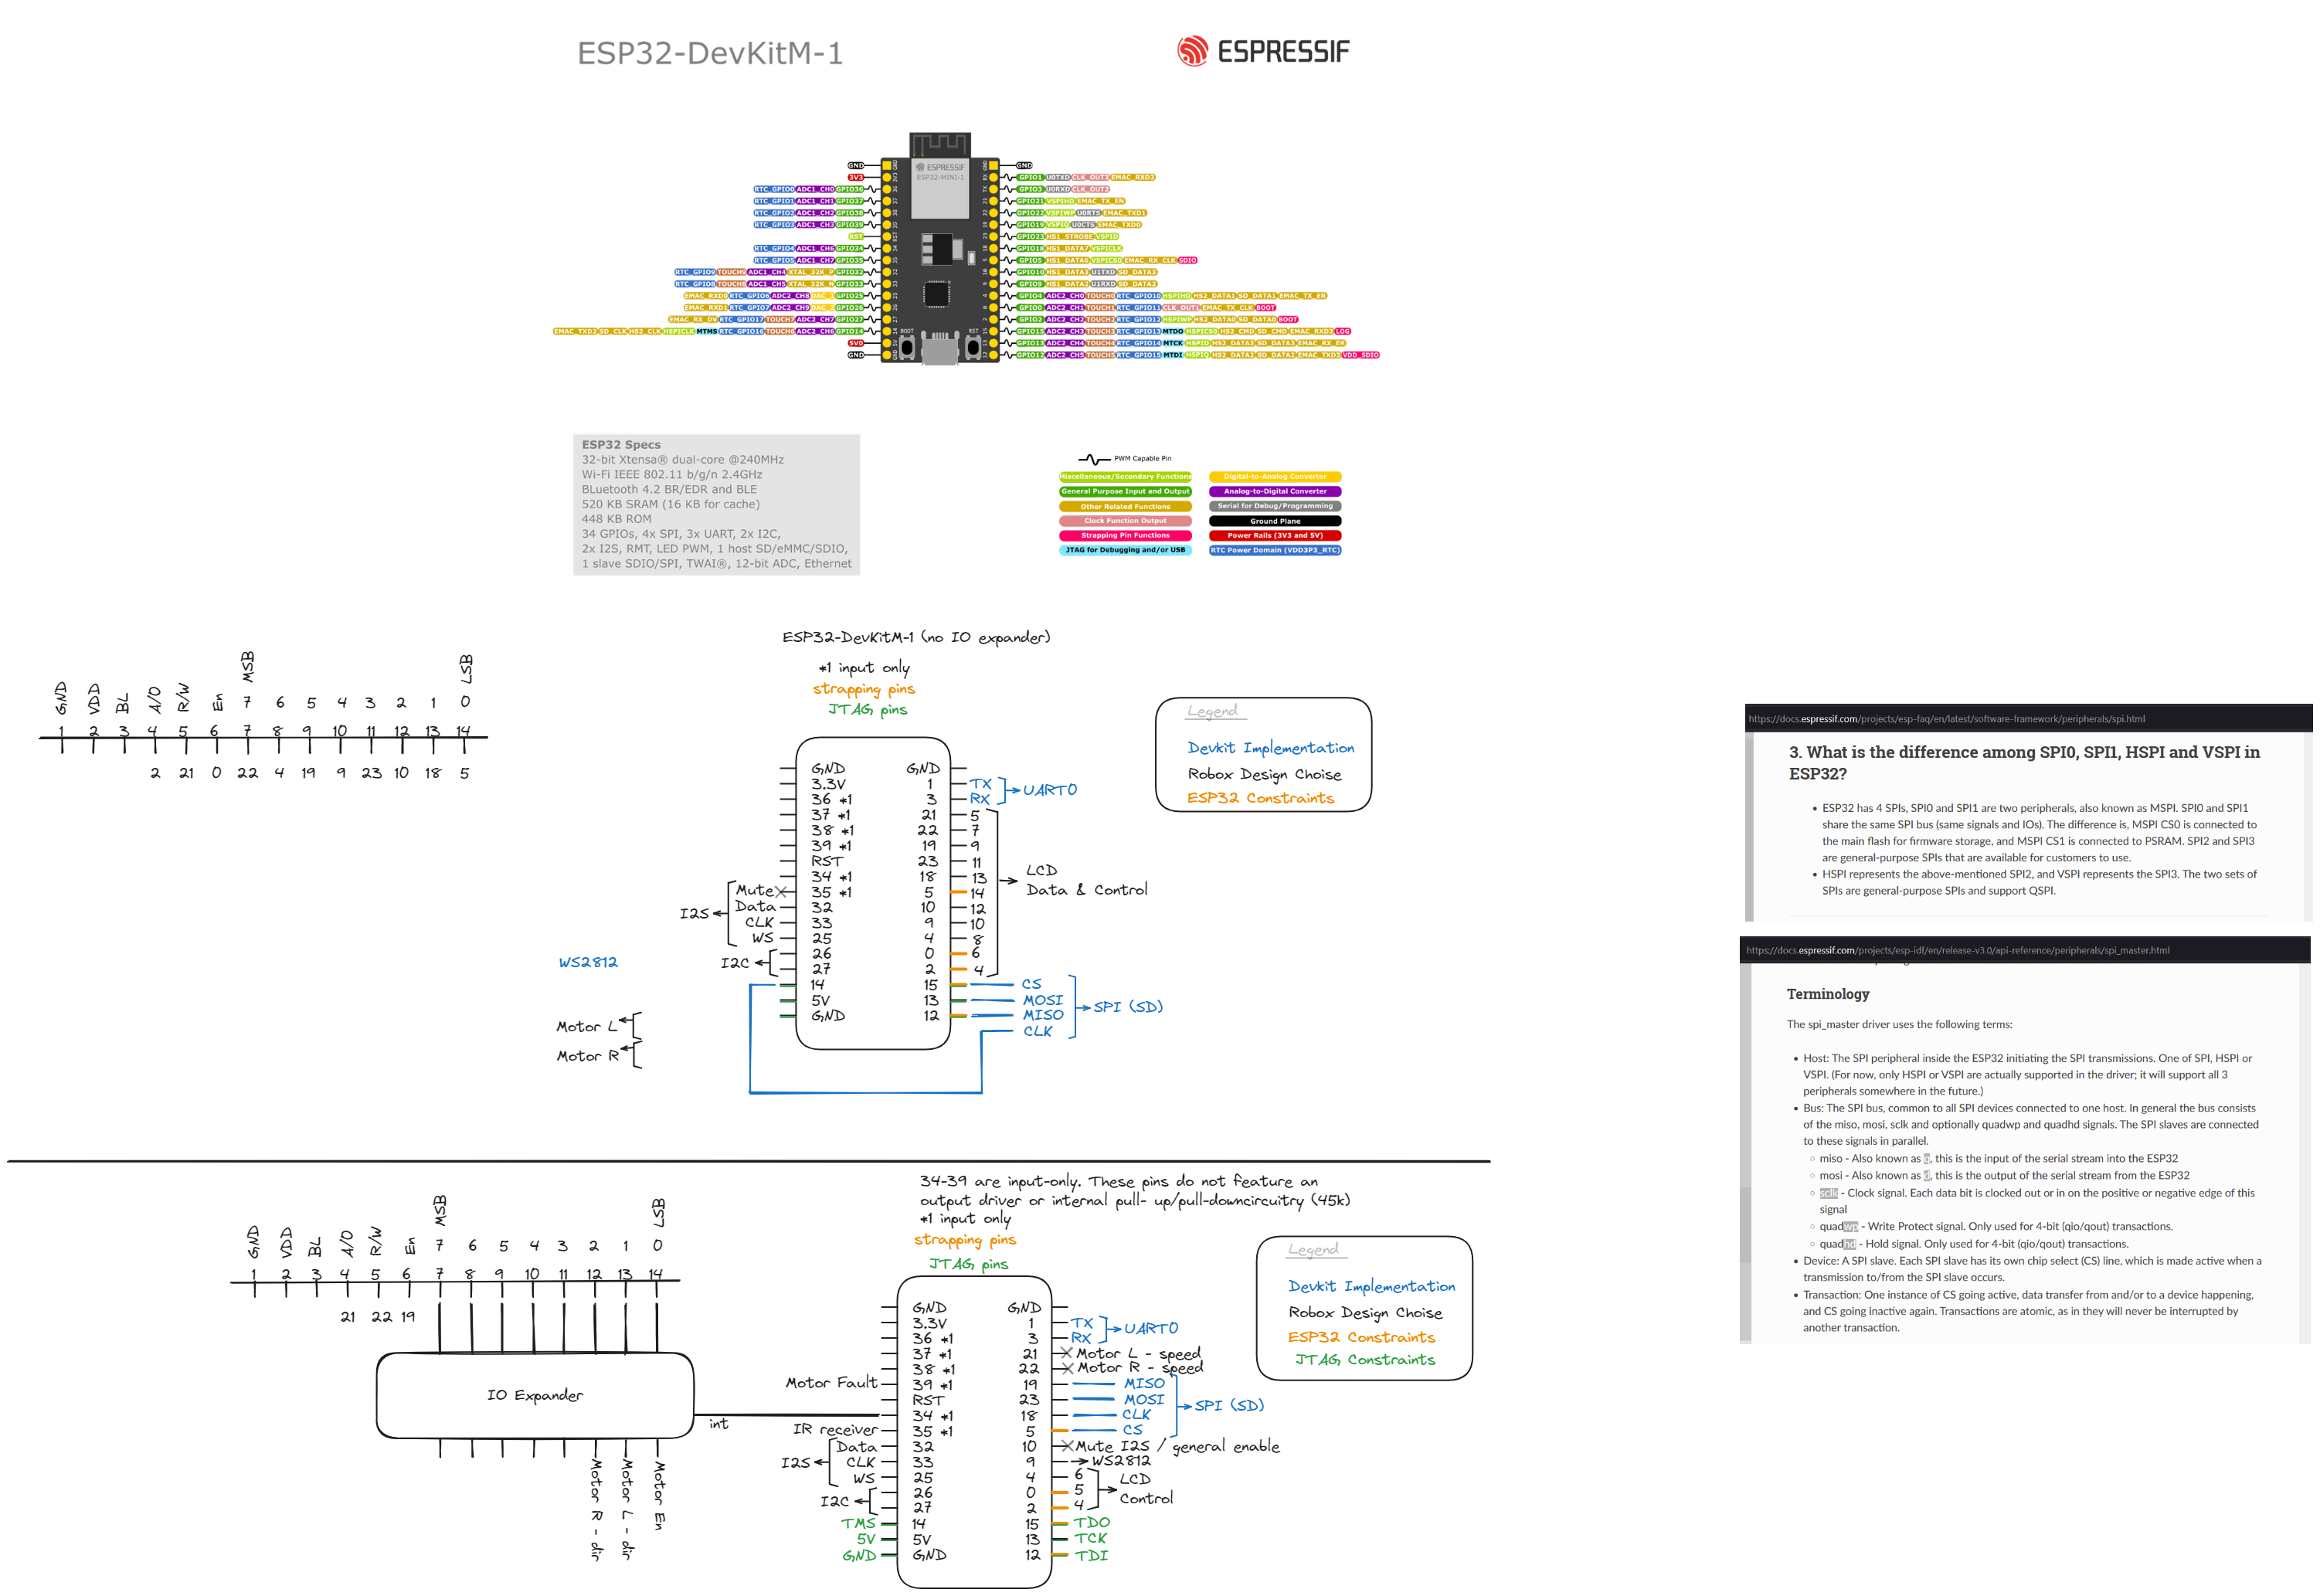 ESP32-DevKitM-1
ESPRESSIF
GND
3V3
RTC_GPIO0 ADC1_CH0 GPIO36
RTC_GPIO1 ADC1_CH1 GPIO37
RTC_GPIO2 ADC1_CH2 GPIO38
RTC_GPIO3 ADC1_CH3 GPIO39
RST
RTC_GPIO4 ADC1_CH6 GPIO34
RTC_GPIO5 ADC1_CH7 GPIO35
RTC_GPIO9 TOUCH9 ADC1_CH4 XTAL_32K_P GPIO32
RTC_GPIO8 TOUCH8 ADC1_CH5 XTAL_32K_N GPIO33
EMAC_RXD0 RTC_GPIO6 ADC2_CH8 GPIO25
EMAC_RXD1 RTC_GPIO7 ADC2_CH9 GPIO26
EMAC_RX_DV RTC_GPIO17 TOUCH7 ADC2_CH7 GPIO27
EMAC_TXD2 SD_CLK HS2_CLK HSPICLK MTMS RTC_GPIO16 TOUCH6 ADC2_CH6 GPIO14
5V0
GND
ESPRESSIF
ESP32-MINI-1
BOOT
RST
GND
GPIO1 U0TXD CLK_OUT3 EMAC_RXD2
GPIO3 U0RXD CLK_OUT2
GPIO21 VSPIHD EMAC_TX_EN
GPIO22 VSPIWP U0RTS EMAC_TXD1
GPIO19 VSPIQ U0CTS EMAC_TXD0
GPIO23 HS1_STROBE VSPID
GPIO18 HS1_DATA7 VSPICLK
GPIO5 HS1_DATA6 VSPICS0 EMAC_RX_CLK SDIO
GPIO10 HS1_DATA3 U1TXD SD_DATA3
GPIO9 HS1_DATA2 U1RXD SD_DATA2
GPIO4 ADC2_CH0 TOUCH0 RTC_GPIO10 HSPIHD HS2_DATA1 SD_DATA1 EMAC_TX_ER
GPIO0 ADC2_CH1 TOUCH1 RTC_GPIO11 CLK_OUT1 EMAC_TX_CLK BOOT
GPIO2 ADC2_CH2 TOUCH2 RTC_GPIO12 HSPIWP HS2_DATA0 SD_DATA0 BOOT
GPIO15 ADC2_CH3 TOUCH3 RTC_GPIO13 MTDO HSPICS0 HS2_CMD SD_CMD EMAC_RXD3 LOG
GPIO13 ADC2_CH4 TOUCH4 RTC_GPIO14 MTCK HSPID HS2_DATA3 SD_DATA3 EMAC_RX_ER
GPIO12 ADC2_CH5 TOUCH5 RTC_GPIO15 MTDI HSPIQ HS2_DATA2 SD_DATA2 EMAC_TXD3 VDD_SDIO
ESP32 Specs
32-bit Xtensa® dual-core @240MHz
Wi-Fi IEEE 802.11 b/g/n 2.4GHz
BLuetooth 4.2 BR/EDR and BLE
520 KB SRAM (16 KB for cache)
448 KB ROM
34 GPIOs, 4x SPI, 3x UART, 2x I2C,
2x I2S, RMT, LED PWM, 1 host SD/eMMC/SDIO,
1 slave SDIO/SPI, TWAI®, 12-bit ADC, Ethernet
PWM Capable Pin
Miscellaneous/Secondary Functions
General Purpose Input and Output
Other Related Functions
Clock Function Output
Strapping Pin Functions
JTAG for Debugging and/or USB
Digital-to-Analog Converter
Analog-to-Digital Converter
Serial for Debug/Programming
Ground Plane
Power Rails (3V3 and 5V)
RTC Power Domain (VDD3P3_RTC)
MSB LSB
GND VDD BL A/O R/W En 7 6 5 4 3 2 1 0
1 2 3 4 5 6 7 8 9 10 11 12 13 14
2 21 0 22 4 19 9 23 10 18 5
ESP32-DevKitM-1 (no IO expander)
*1 input only
strapping pins
JTAG pins
GND GND
3.3V 1 TX
36 *1 3 RX
UART0
37 *1 21 5
38 *1 22 7
39 *1 19 9
RST 23 11
34 *1 18 13
Mute 35 *1 5 14
Data 32 10 12
CLK 33 9 10
WS 25 4 8
26 0 6
27 2 4
14 15 CS
5V 13 MOSI
GND 12 MISO
CLK
I2S
I2C
LCD
Data & Control
SPI (SD)
WS2812
Motor L
Motor R
Legend
Devkit Implementation
Robox Design Choise
ESP32 Constraints
https://docs.espressif.com/projects/esp-faq/en/latest/software-framework/peripherals/spi.html
3. What is the difference among SPI0, SPI1, HSPI and VSPI in
ESP32?
• ESP32 has 4 SPIs, SPI0 and SPI1 are two peripherals, also known as MSPI. SPI0 and SPI1
share the same SPI bus (same signals and IOs). The difference is, MSPI CS0 is connected to
the main flash for firmware storage, and MSPI CS1 is connected to PSRAM. SPI2 and SPI3
are general-purpose SPIs that are available for customers to use.
• HSPI represents the above-mentioned SPI2, and VSPI represents the SPI3. The two sets of
SPIs are general-purpose SPIs and support QSPI.
https://docs.espressif.com/projects/esp-idf/en/release-v3.0/api-reference/peripherals/spi_master.html
Terminology
The spi_master driver uses the following terms:
• Host: The SPI peripheral inside the ESP32 initiating the SPI transmissions. One of SPI, HSPI or
VSPI. (For now, only HSPI or VSPI are actually supported in the driver; it will support all 3
peripherals somewhere in the future.)
• Bus: The SPI bus, common to all SPI devices connected to one host. In general the bus consists
of the miso, mosi, sclk and optionally quadwp and quadhd signals. The SPI slaves are connected
to these signals in parallel.
miso - Also known as q, this is the input of the serial stream into the ESP32
mosi - Also known as d, this is the output of the serial stream from the ESP32
sclk - Clock signal. Each data bit is clocked out or in on the positive or negative edge of this
signal
quadwp - Write Protect signal. Only used for 4-bit (qio/qout) transactions.
quadhd - Hold signal. Only used for 4-bit (qio/qout) transactions.
• Device: A SPI slave. Each SPI slave has its own chip select (CS) line, which is made active when a
transmission to/from the SPI slave occurs.
• Transaction: One instance of CS going active, data transfer from and/or to a device happening,
and CS going inactive again. Transactions are atomic, as in they will never be interrupted by
another transaction.
34-39 are input-only. These pins do not feature an
output driver or internal pull- up/pull-downcircuitry (45k)
*1 input only
strapping pins
JTAG pins
MSB LSB
GND VDD BL A/O R/W En 7 6 5 4 3 2 1 0
1 2 3 4 5 6 7 8 9 10 11 12 13 14
21 22 19
IO Expander
int
Motor R - dir
Motor L - dir
Motor En
GND GND
3.3V 1 TX
36 *1 3 RX
UART0
37 *1 21 Motor L - speed
38 *1 22 Motor R - speed
Motor Fault 39 *1 19 MISO
RST 23 MOSI
34 *1 18 CLK
IR receiver 35 *1 5 CS
SPI (SD)
Data 32 10 Mute I2S / general enable
CLK 33 9 WS2812
WS 25 4 6
26 0 5
27 2 4
I2S
I2C
LCD
Control
TMS 14 15 TDO
5V 5V 13 TCK
GND GND 12 TDI
Legend
Devkit Implementation
Robox Design Choise
ESP32 Constraints
JTAG Constraints